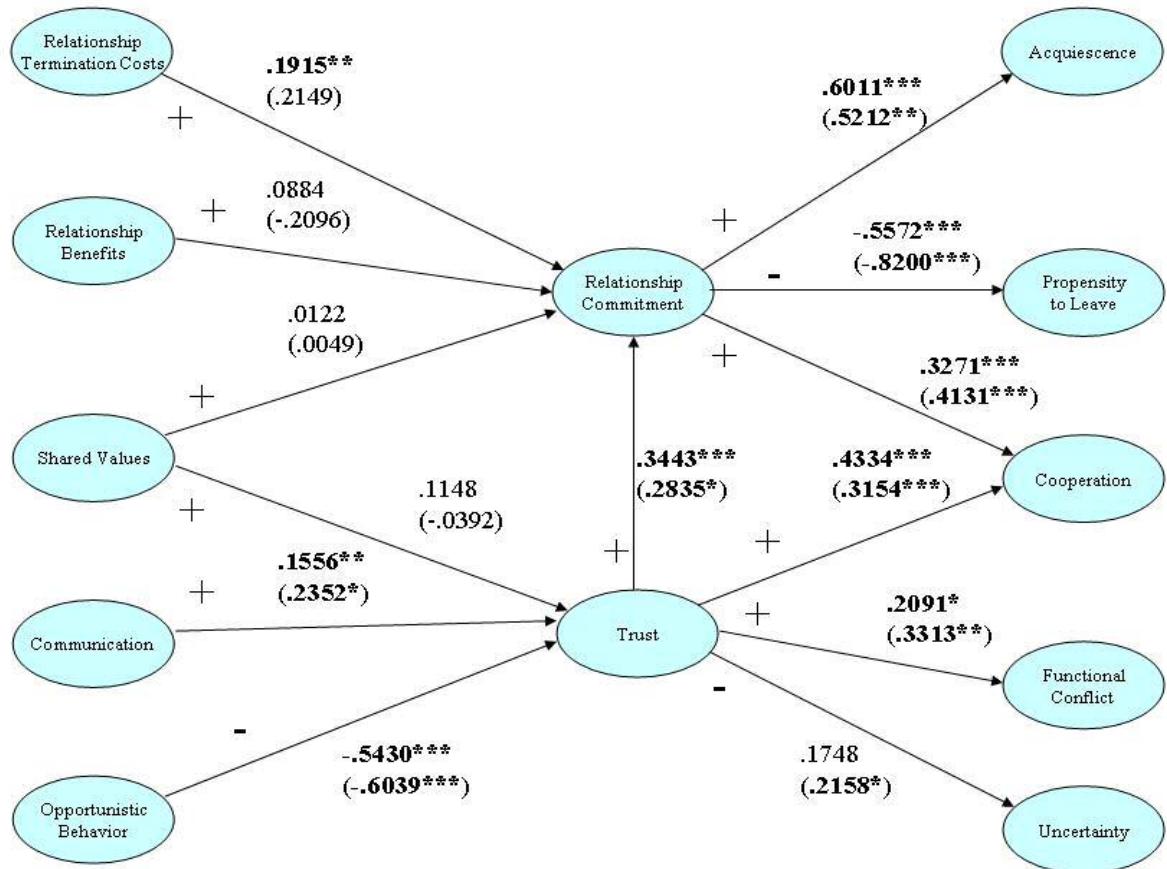 Relationship
Termination Costs
.1915**
(.2149)
+
Acquiescence
.6011***
(.5212**)
+
Relationship
Benefits
+
.0884
(-.2096)
Relationship
Commitment
-
-.5572***
(-.8200***)
Propensity
to Leave
.0122
(.0049)
+
+
.3271***
(.4131***)
Shared Values
+
.1148
(-.0392)
.3443***
(.2835*)
+
.4334***
(.3154***)
+
Cooperation
Communication
+
.1556**
(.2352*)
Trust
+
.2091*
(.3313**)
Functional
Conflict
Opportunistic
Behavior
-
-.5430***
(-.6039***)
-
.1748
(.2158*)
Uncertainty